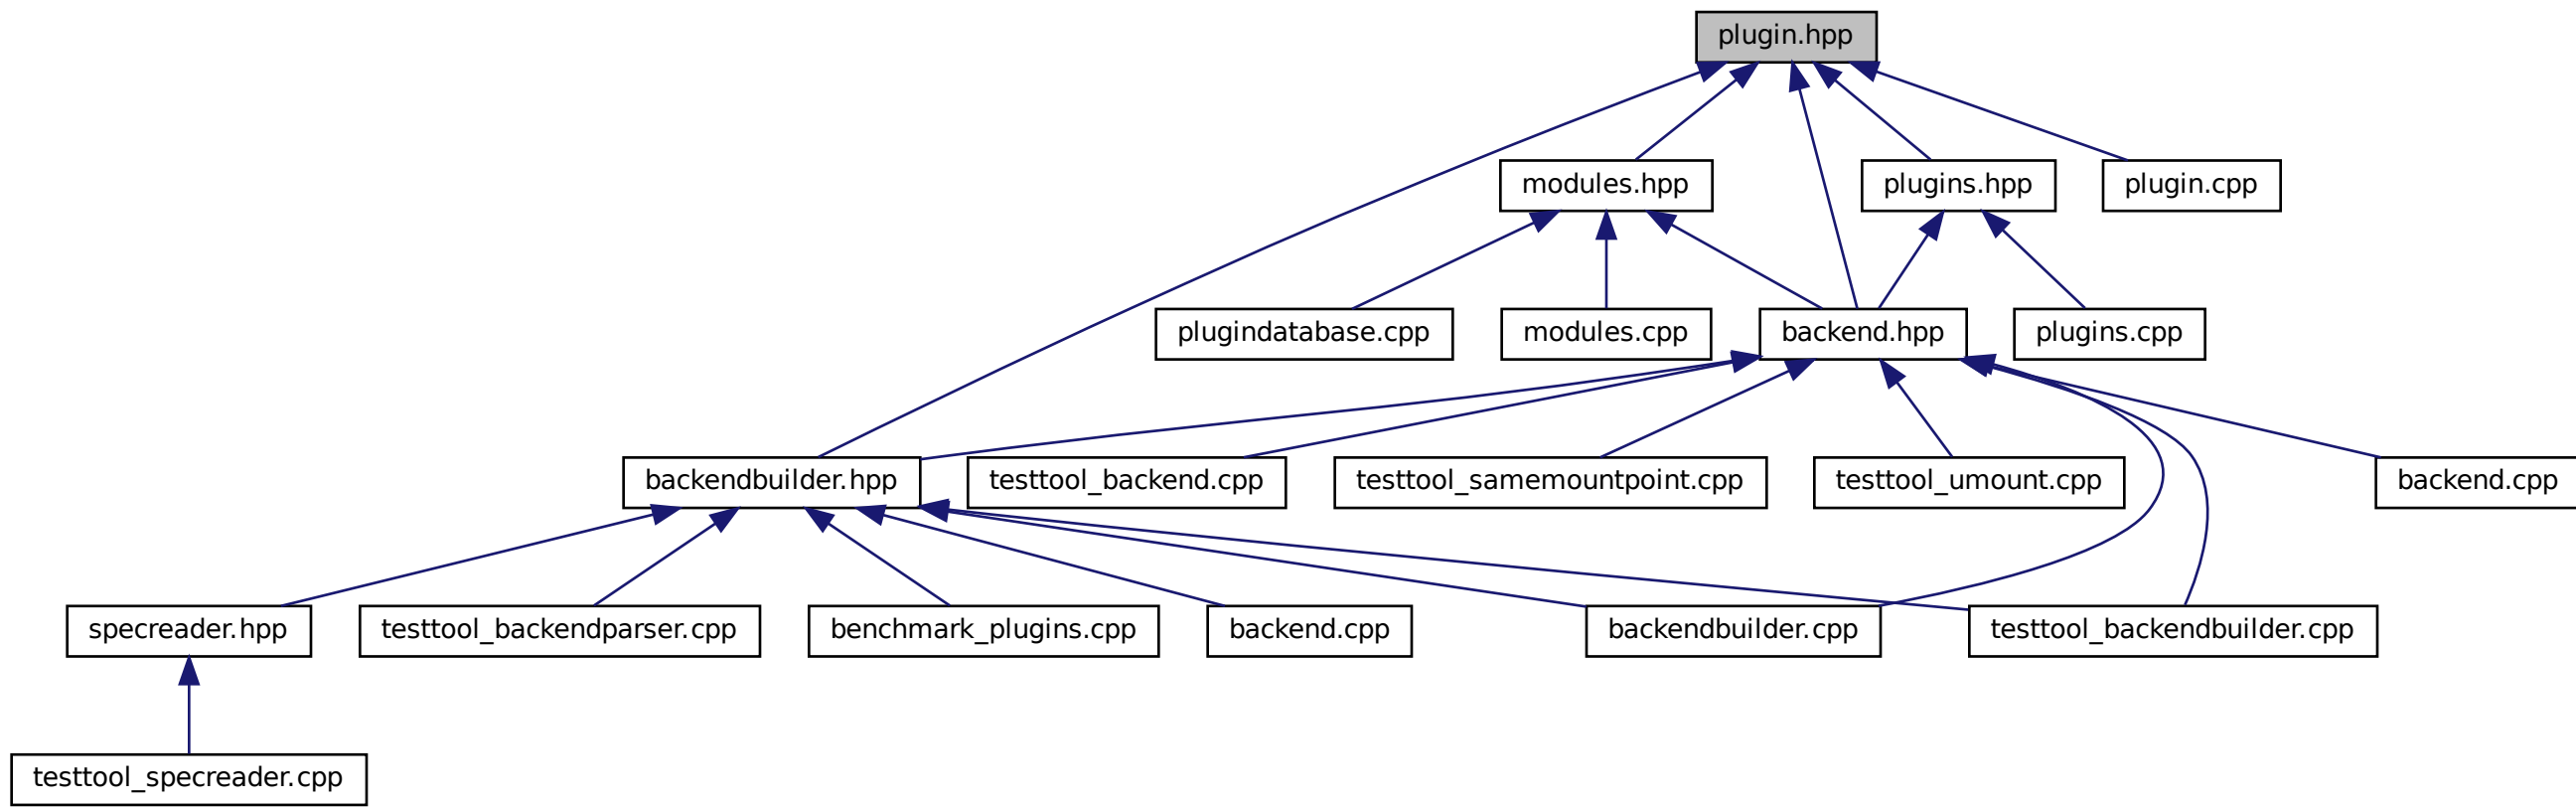 plugin.hpp
modules.hpp
plugins.hpp
plugin.cpp
plugindatabase.cpp
modules.cpp
backend.hpp
plugins.cpp
backendbuilder.hpp
testtool_backend.cpp
testtool_samemountpoint.cpp
testtool_umount.cpp
backend.cpp
specreader.hpp
testtool_backendparser.cpp
benchmark_plugins.cpp
backend.cpp
backendbuilder.cpp
testtool_backendbuilder.cpp
testtool_specreader.cpp